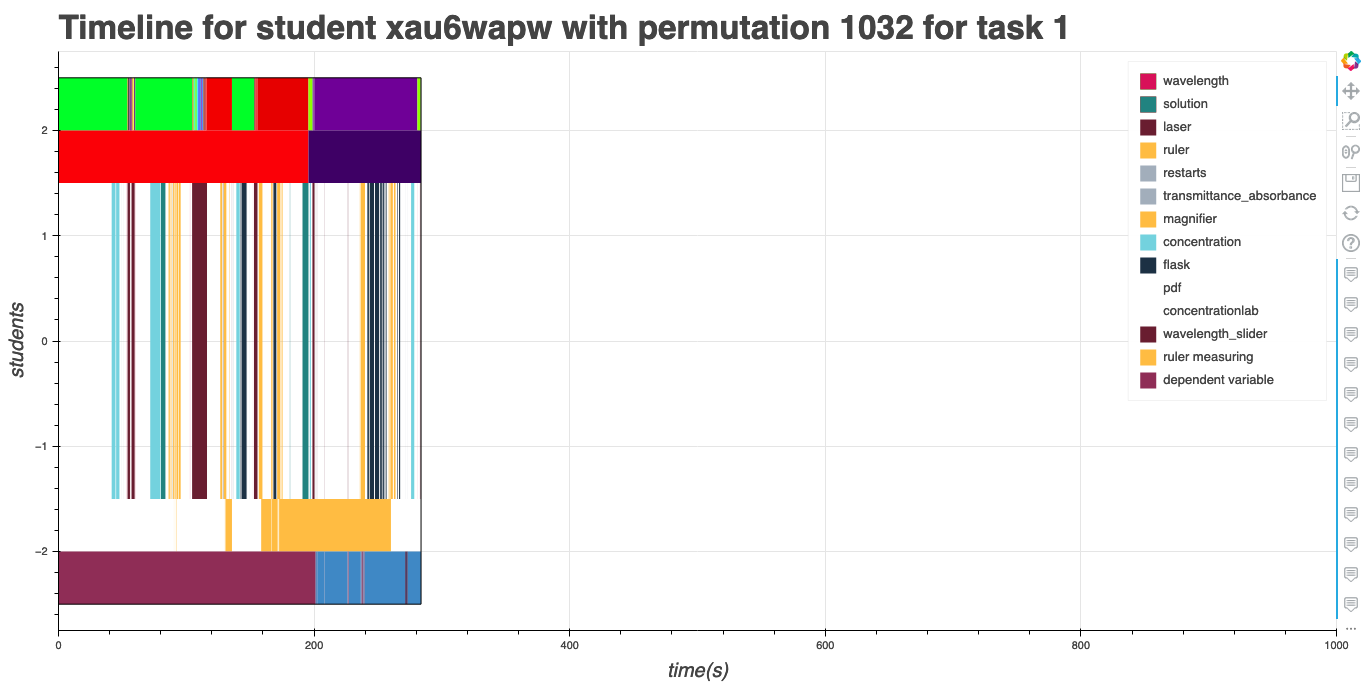 Timeline for student xau6wapw with permutation 1032 for task 1
wavelength
solution
laser
ruler
restarts
transmittance_absorbance
magnifier
concentration
flask
pdf
concentrationlab
wavelength_slider
ruler measuring
dependent variable
students
2
1
0
−1
−2
0 200 400 600 800 1000
time(s)